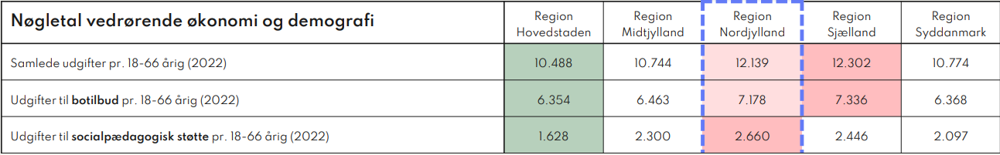 Nøgletal vedrørende økonomi og demografi Region Hovedstaden Region Midtjylland Region Nordjylland Region Sjælland Region Syddanmark
Samlede udgifter pr. 18-66 årig (2022) 10.488 10.744 12.139 12.302 10.774
Udgifter til botilbud pr. 18-66 årig (2022) 6.354 6.463 7.178 7.336 6.368
Udgifter til socialpædagogisk støtte pr. 18-66 årig (2022) 1.628 2.300 2.660 2.446 2.097